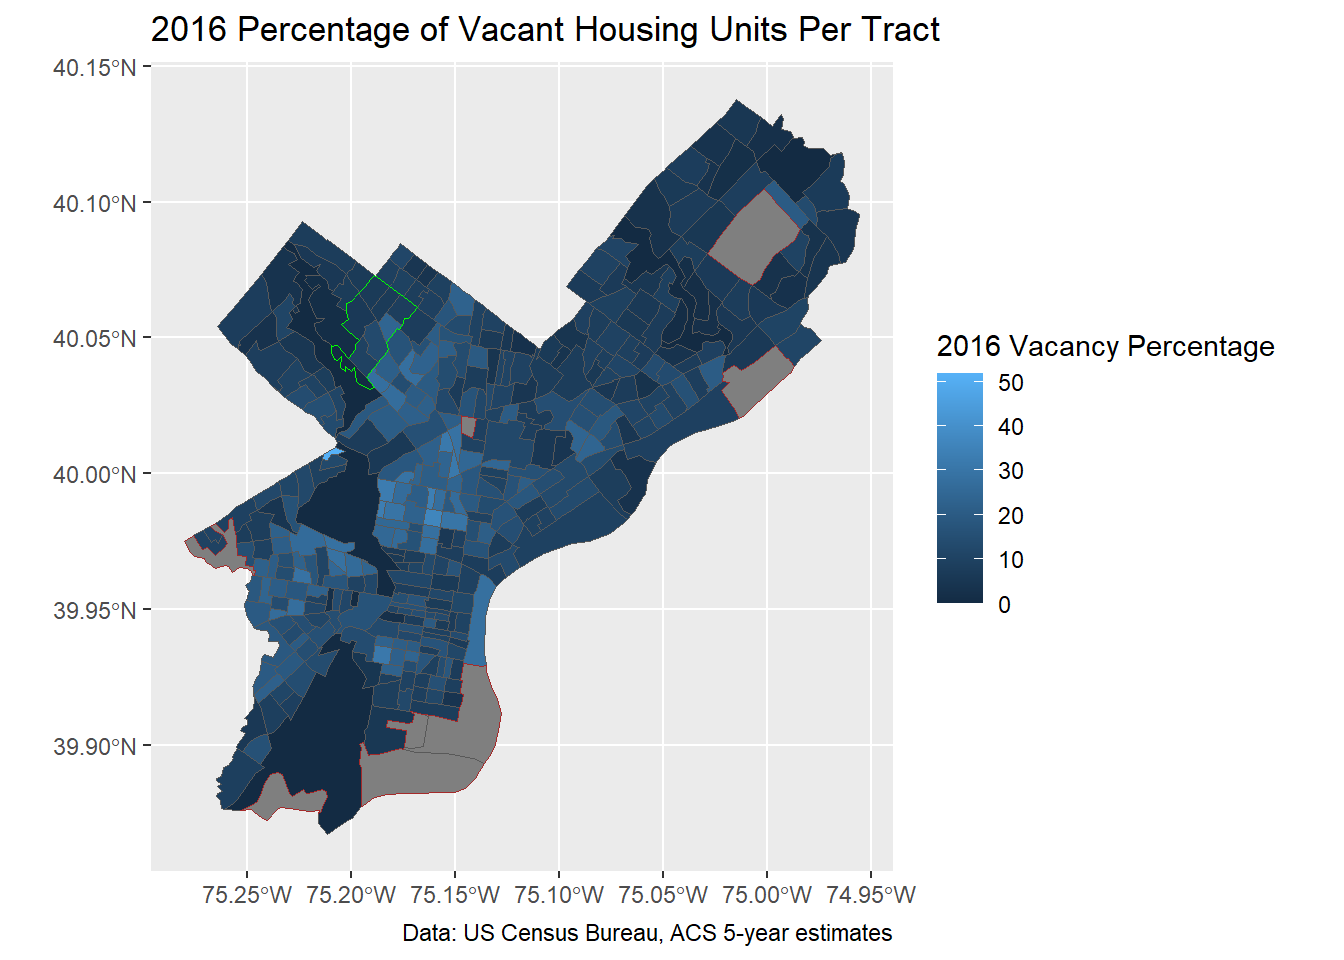 2016 Percentage of Vacant Housing Units Per Tract
40.15°N
40.10°N
40.05°N
40.00°N
39.95°N
39.90°N
75.25°W 75.20°W 75.15°W 75.10°W 75.05°W 75.00°W 74.95°W
Data: US Census Bureau, ACS 5-year estimates
2016 Vacancy Percentage
50
40
30
20
10
0